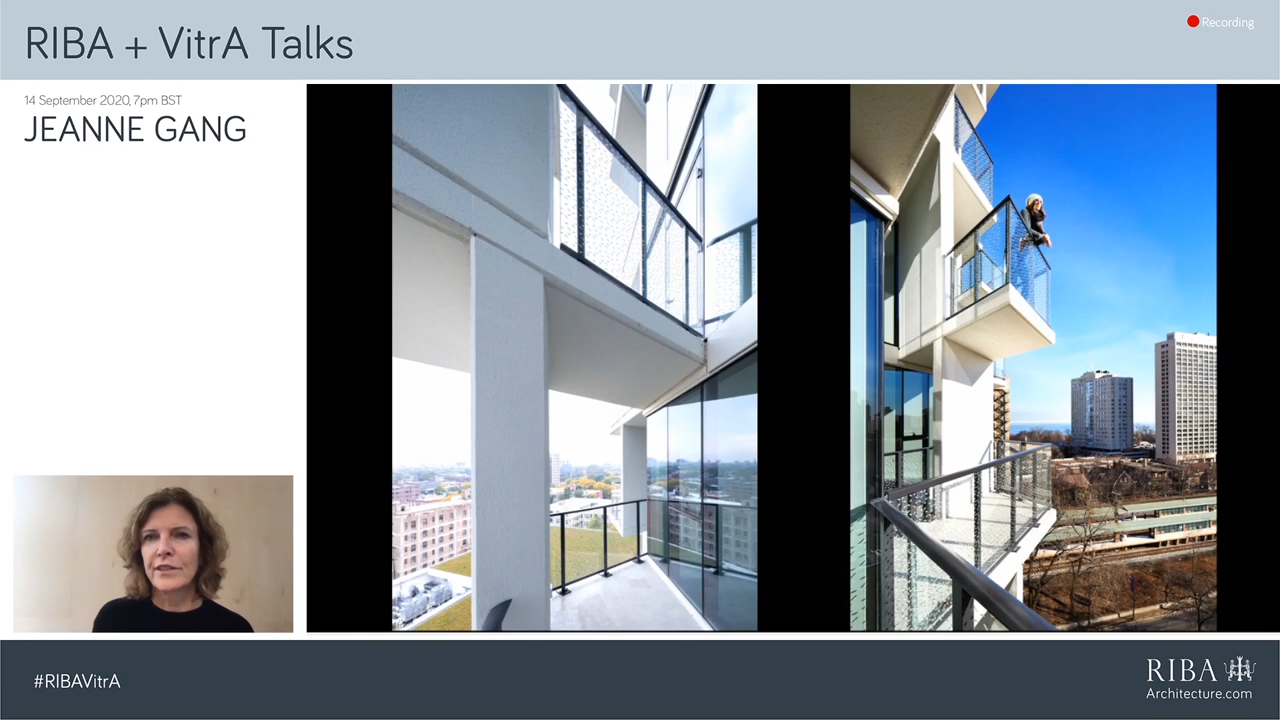 RIBA + VitrA Talks
Recording
14 September 2020, 7pm BST
JEANNE GANG
#RIBAVitrA
RIBA
Architecture.com